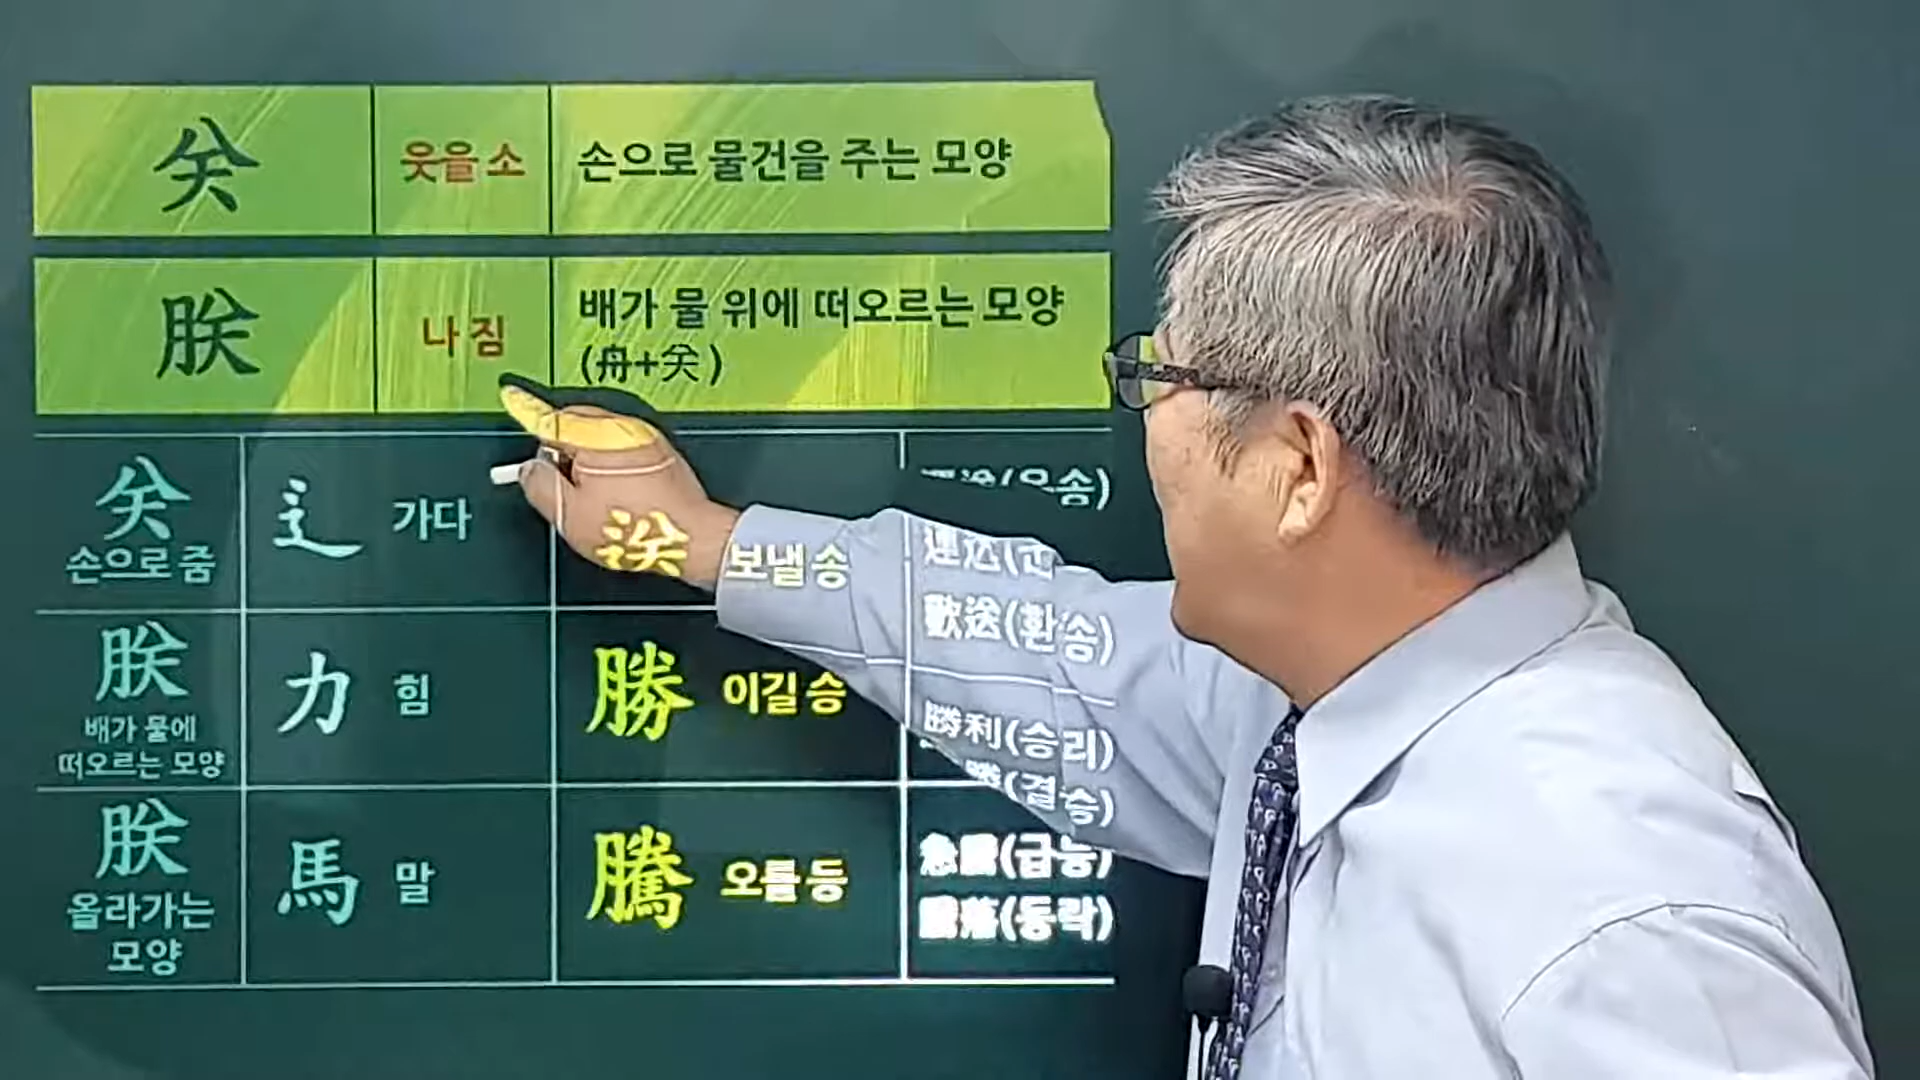 关 웃을 소 손으로 물건을 주는 모양
朕 나 짐 배가 물 위에 떠오르는 모양
(舟+关)
关 辶 가다 送 보낼 송
손으로 줌
歡送(환송)
朕 力 힘 勝 이길 승
勝利(승리)
배가 물에
떠오르는 모양
(결승)
朕 馬 말 騰 오를 등
急騰(급등)
올라가는
騰落(등락)
모양